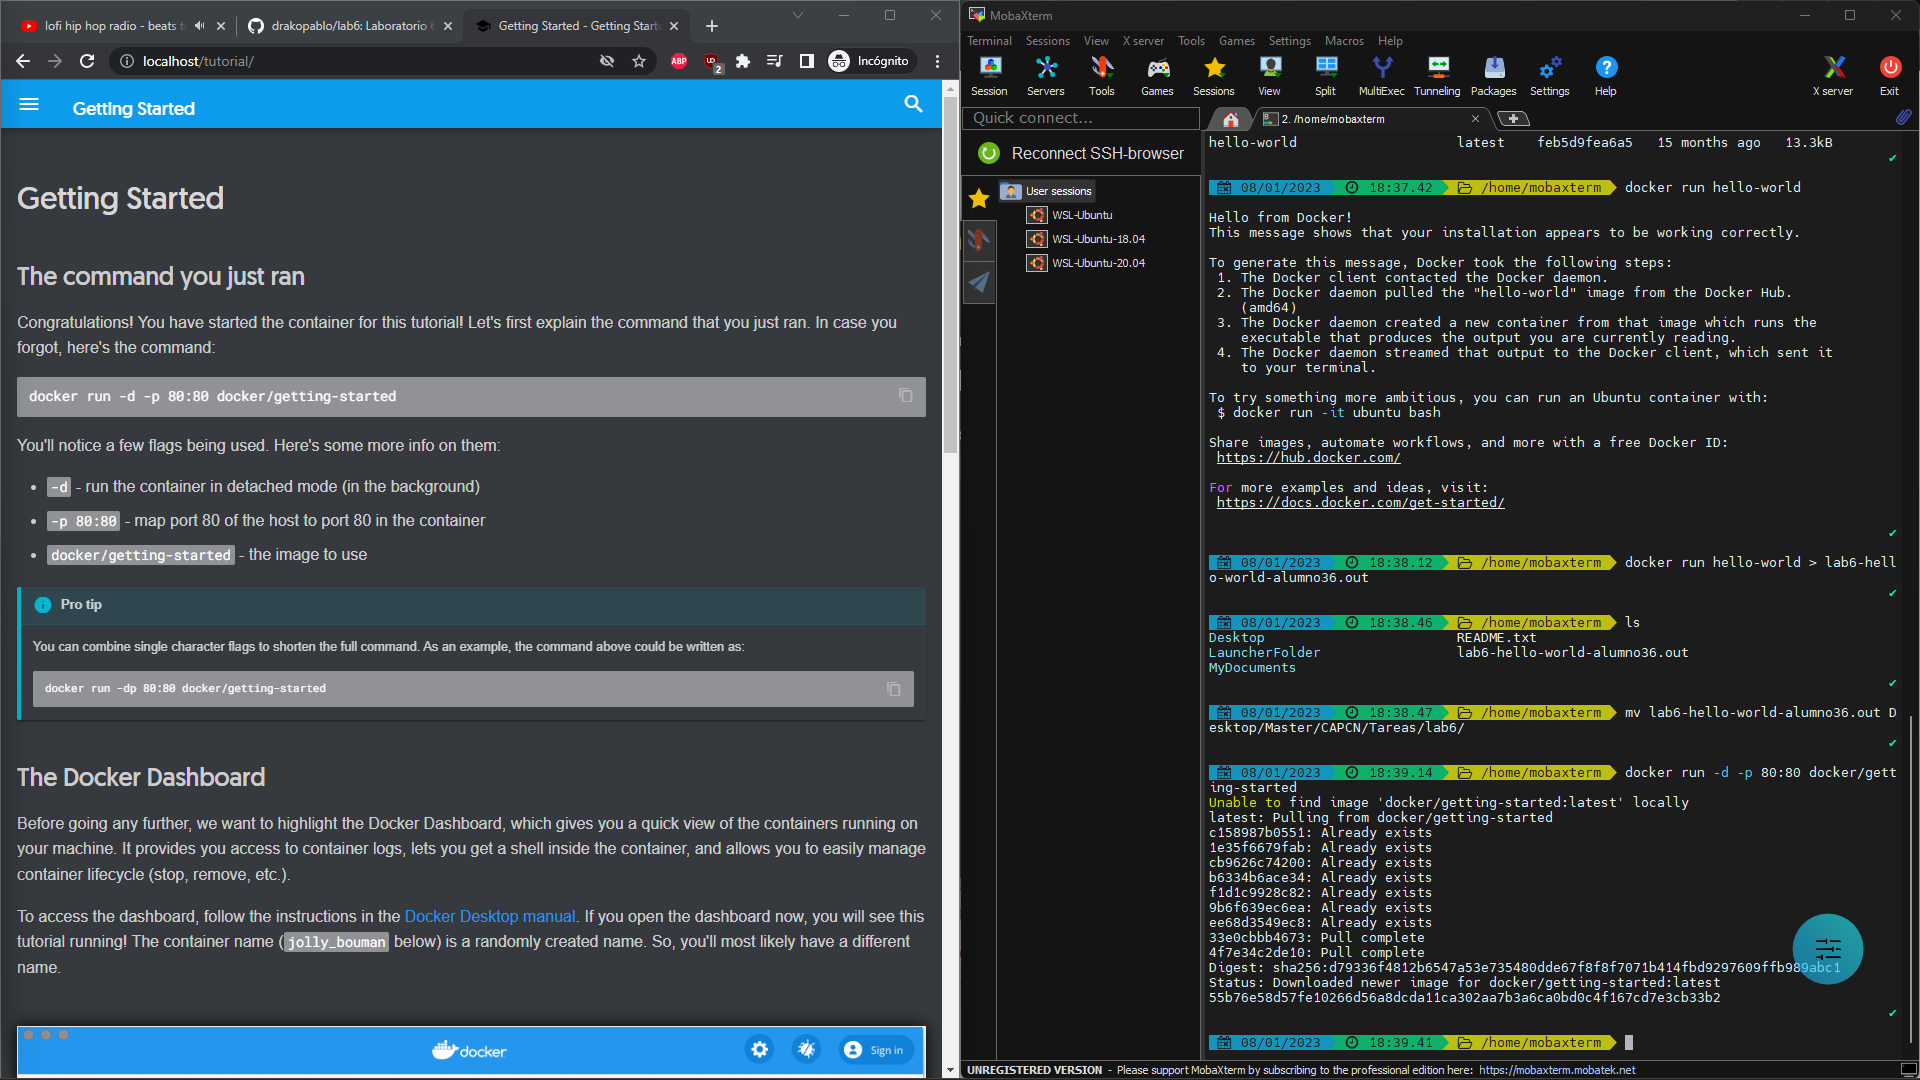 lofi hip hop radio - beats t
drakopablo/lab6: Laboratorio 6
Getting Started - Getting Starte
localhost/tutorial/
ABP
2
Incógnito
Getting Started
Getting Started
The command you just ran
Congratulations! You have started the container for this tutorial! Let's first explain the command that you just ran. In case you
forgot, here's the command:
docker run -d -p 80:80 docker/getting-started
You'll notice a few flags being used. Here's some more info on them:
-d - run the container in detached mode (in the background)
-p 80:80 - map port 80 of the host to port 80 in the container
docker/getting-started - the image to use
Pro tip
You can combine single character flags to shorten the full command. As an example, the command above could be written as:
docker run -dp 80:80 docker/getting-started
The Docker Dashboard
Before going any further, we want to highlight the Docker Dashboard, which gives you a quick view of the containers running on
your machine. It provides you access to container logs, lets you get a shell inside the container, and allows you to easily manage
container lifecycle (stop, remove, etc.).
To access the dashboard, follow the instructions in the Docker Desktop manual. If you open the dashboard now, you will see this
tutorial running! The container name (jolly_bouman below) is a randomly created name. So, you'll most likely have a different
name.
docker
Sign in
MobaXterm
Terminal Sessions View X server Tools Games Settings Macros Help
Session Servers Tools Games Sessions View Split MultiExec Tunneling Packages Settings Help X server Exit
Quick connect...
2. /home/mobaxterm
Reconnect SSH-browser
User sessions
WSL-Ubuntu
WSL-Ubuntu-18.04
WSL-Ubuntu-20.04
hello-world latest feb5d9fea6a5 15 months ago 13.3kB
08/01/2023 18:37.42 /home/mobaxterm docker run hello-world
Hello from Docker!
This message shows that your installation appears to be working correctly.
To generate this message, Docker took the following steps:
1. The Docker client contacted the Docker daemon.
2. The Docker daemon pulled the "hello-world" image from the Docker Hub.
(amd64)
3. The Docker daemon created a new container from that image which runs the
executable that produces the output you are currently reading.
4. The Docker daemon streamed that output to the Docker client, which sent it
to your terminal.
To try something more ambitious, you can run an Ubuntu container with:
$ docker run -it ubuntu bash
Share images, automate workflows, and more with a free Docker ID:
https://hub.docker.com/
For more examples and ideas, visit:
https://docs.docker.com/get-started/
08/01/2023 18:38.12 /home/mobaxterm docker run hello-world > lab6-hell
o-world-alumno36.out
08/01/2023 18:38.46 /home/mobaxterm ls
Desktop README.txt
LauncherFolder lab6-hello-world-alumno36.out
MyDocuments
08/01/2023 18:38.47 /home/mobaxterm mv lab6-hello-world-alumno36.out D
esktop/Master/CAPCN/Tareas/lab6/
08/01/2023 18:39.14 /home/mobaxterm docker run -d -p 80:80 docker/gett
ing-started
Unable to find image 'docker/getting-started:latest' locally
latest: Pulling from docker/getting-started
c158987b0551: Already exists
1e35f6679fab: Already exists
cb9626c74200: Already exists
b6334b6ace34: Already exists
f1d1c9928c82: Already exists
9b6f639ec6ea: Already exists
ee68d3549ec8: Already exists
33e0cbbb4673: Pull complete
4f7e34c2de10: Pull complete
Digest: sha256:d79336f4812b6547a53e735480dde67f8f8f7071b414fbd9297609ffb989abc1
Status: Downloaded newer image for docker/getting-started:latest
55b76e58d57fe10266d56a8dcda11ca302aa7b3a6ca0bd0c4f167cd7e3cb33b2
08/01/2023 18:39.41 /home/mobaxterm
UNREGISTERED VERSION - Please support MobaXterm by subscribing to the professional edition here: https://mobaxterm.mobatek.net